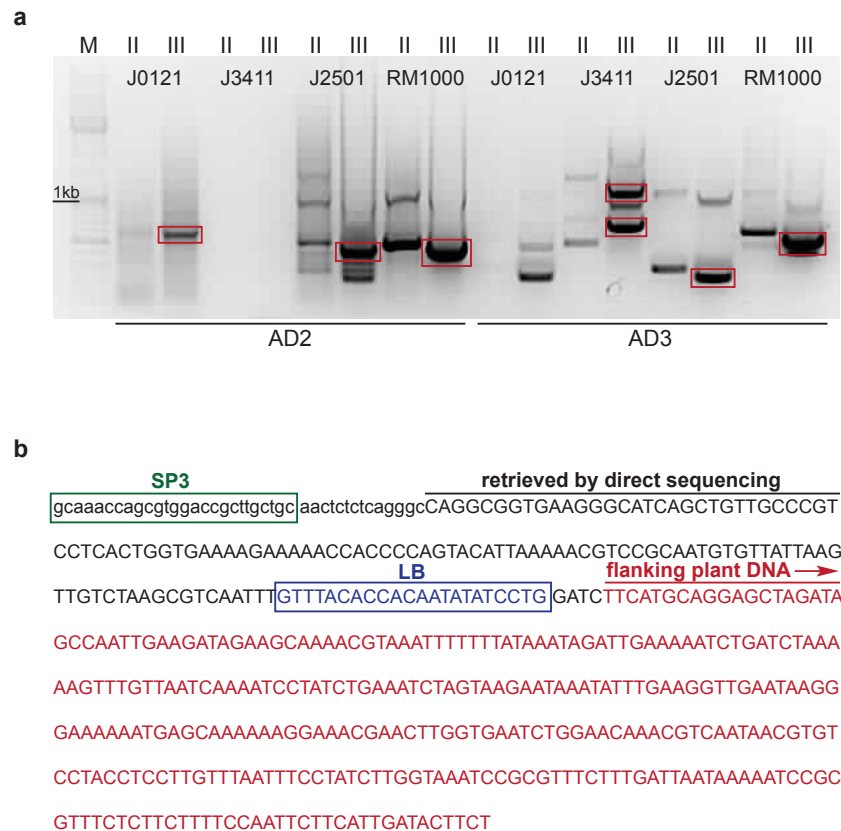 a
M II III II III II III II III II III II III II III II III
J0121 J3411 J2501 RM1000 J0121 J3411 J2501 RM1000
1kb
AD2 AD3
b
SP3 retrieved by direct sequencing
gcaaaccagcgtggaccgcttgctgc aactctctcagggcCAGGCGGTGAAGGGCATCAGCTGTTGCCCGT
CCTCACTGGTGAAAAGAAAAACCACCCCAGTACATTAAAAACGTCCGCAATGTGTTATTAAG
LB flanking plant DNA
TTGTCTAAGCGTCAATTTGTTTACACCACAATATATCCTG GATCTTCATGCAGGAGCTAGATA
GCCAATTGAAGATAGAAGCAAAACGTAAATTTTTTTATAAATAGATTGAAAAATCTGATCTAAA
AAGTTTGTTAATCAAAATCCTATCTGAAATCTAGTAAGAATAAATATTTGAAGGTTGAATAAGG
GAAAAAATGAGCAAAAAAGGAAACGAACTTGGTGAATCTGGAACAAACGTCAATAACGTGT
CCTACCTCCTTGTTTAATTTCCTATCTTGGTAAATCCGCGTTTCTTTGATTAATAAAAATCCGC
GTTTCTCTTCTTTTCCAATTCTTCATTGATACTTCT